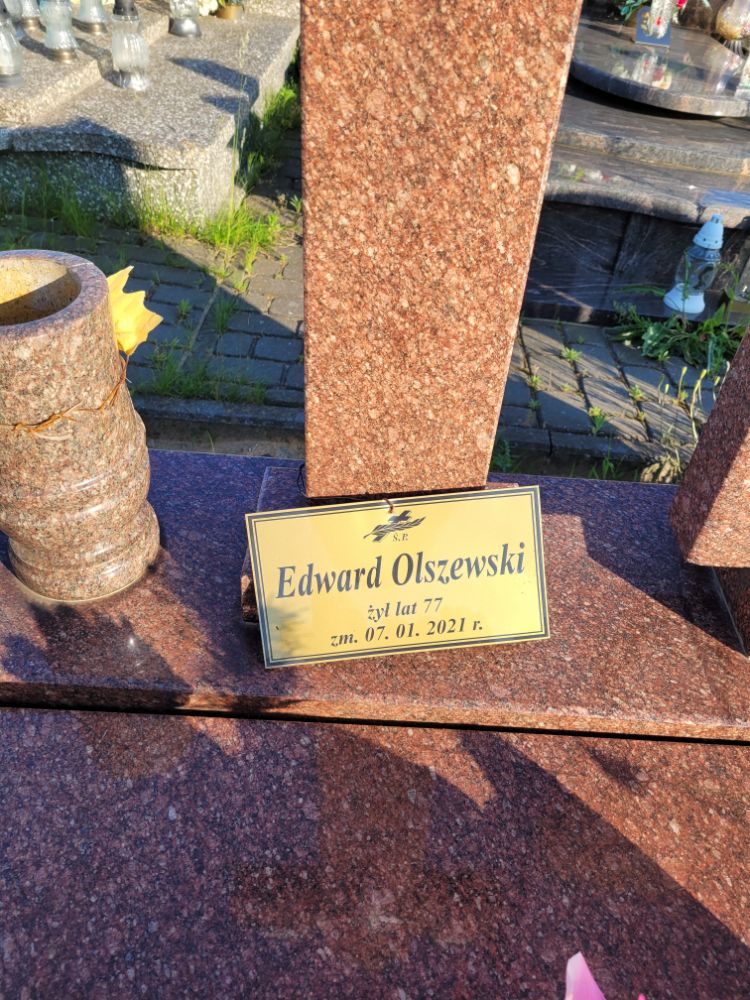 Ś. P.
Edward Olszewski
żył lat 77
zm. 07. 01. 2021 r.